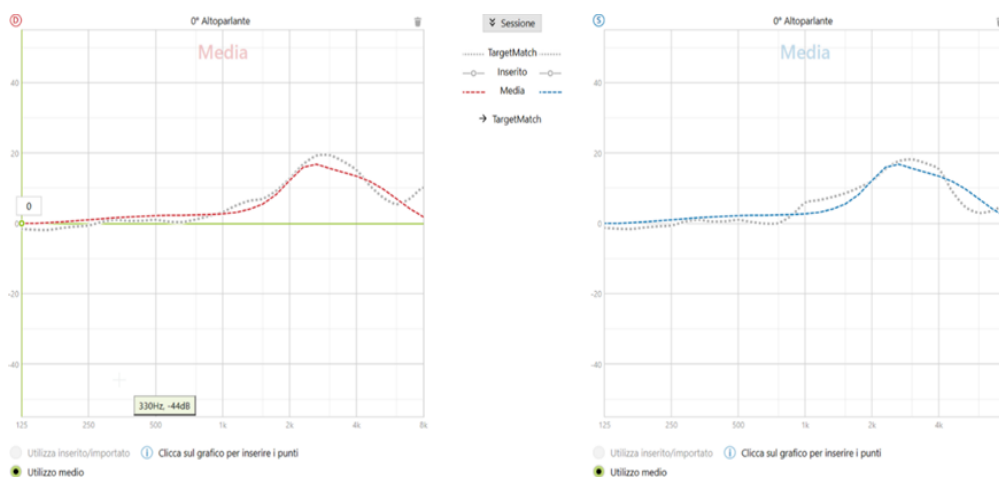 D
0° Altoparlante
Media
40
20
0
0
-20
-40
330Hz, -44dB
125
250
500
1k
2k
4k
8k
Utilizza inserito/importato
i
Clicca sul grafico per inserire i punti
Utilizzo medio
Sessione
TargetMatch
Inserito
Media
TargetMatch
S
0° Altoparlante
Media
40
20
0
-20
-40
125
250
500
1k
2k
4k
Utilizza inserito/importato
i
Clicca sul grafico per inserire i punti
Utilizzo medio